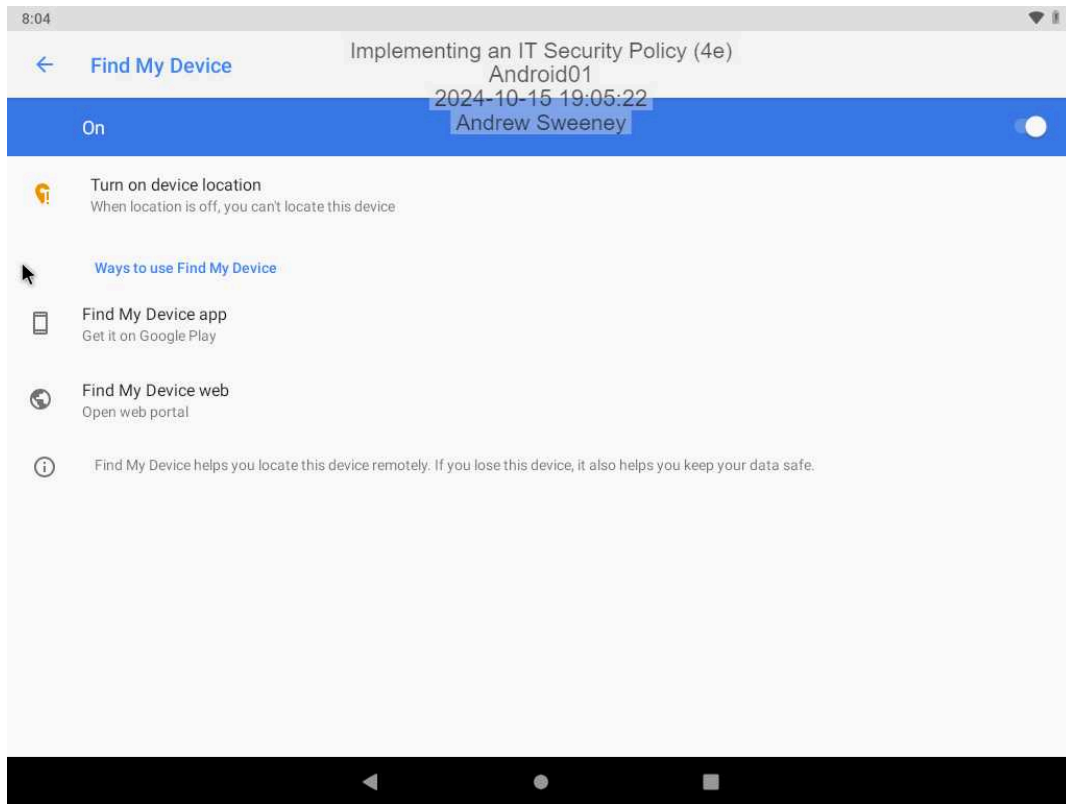 8:04
Find My Device
Implementing an IT Security Policy (4e)
Android01
2024-10-15 19:05:22
Andrew Sweeney
On
Turn on device location
When location is off, you can't locate this device
Ways to use Find My Device
Find My Device app
Get it on Google Play
Find My Device web
Open web portal
Find My Device helps you locate this device remotely. If you lose this device, it also helps you keep your data safe.